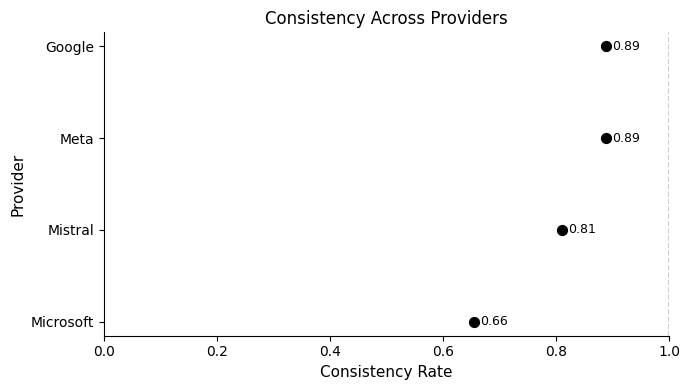 Consistency Across Providers
Google
0.89
Meta
0.89
Mistral
0.81
Microsoft
0.66
Provider
0.0
0.2
0.4
0.6
0.8
1.0
Consistency Rate